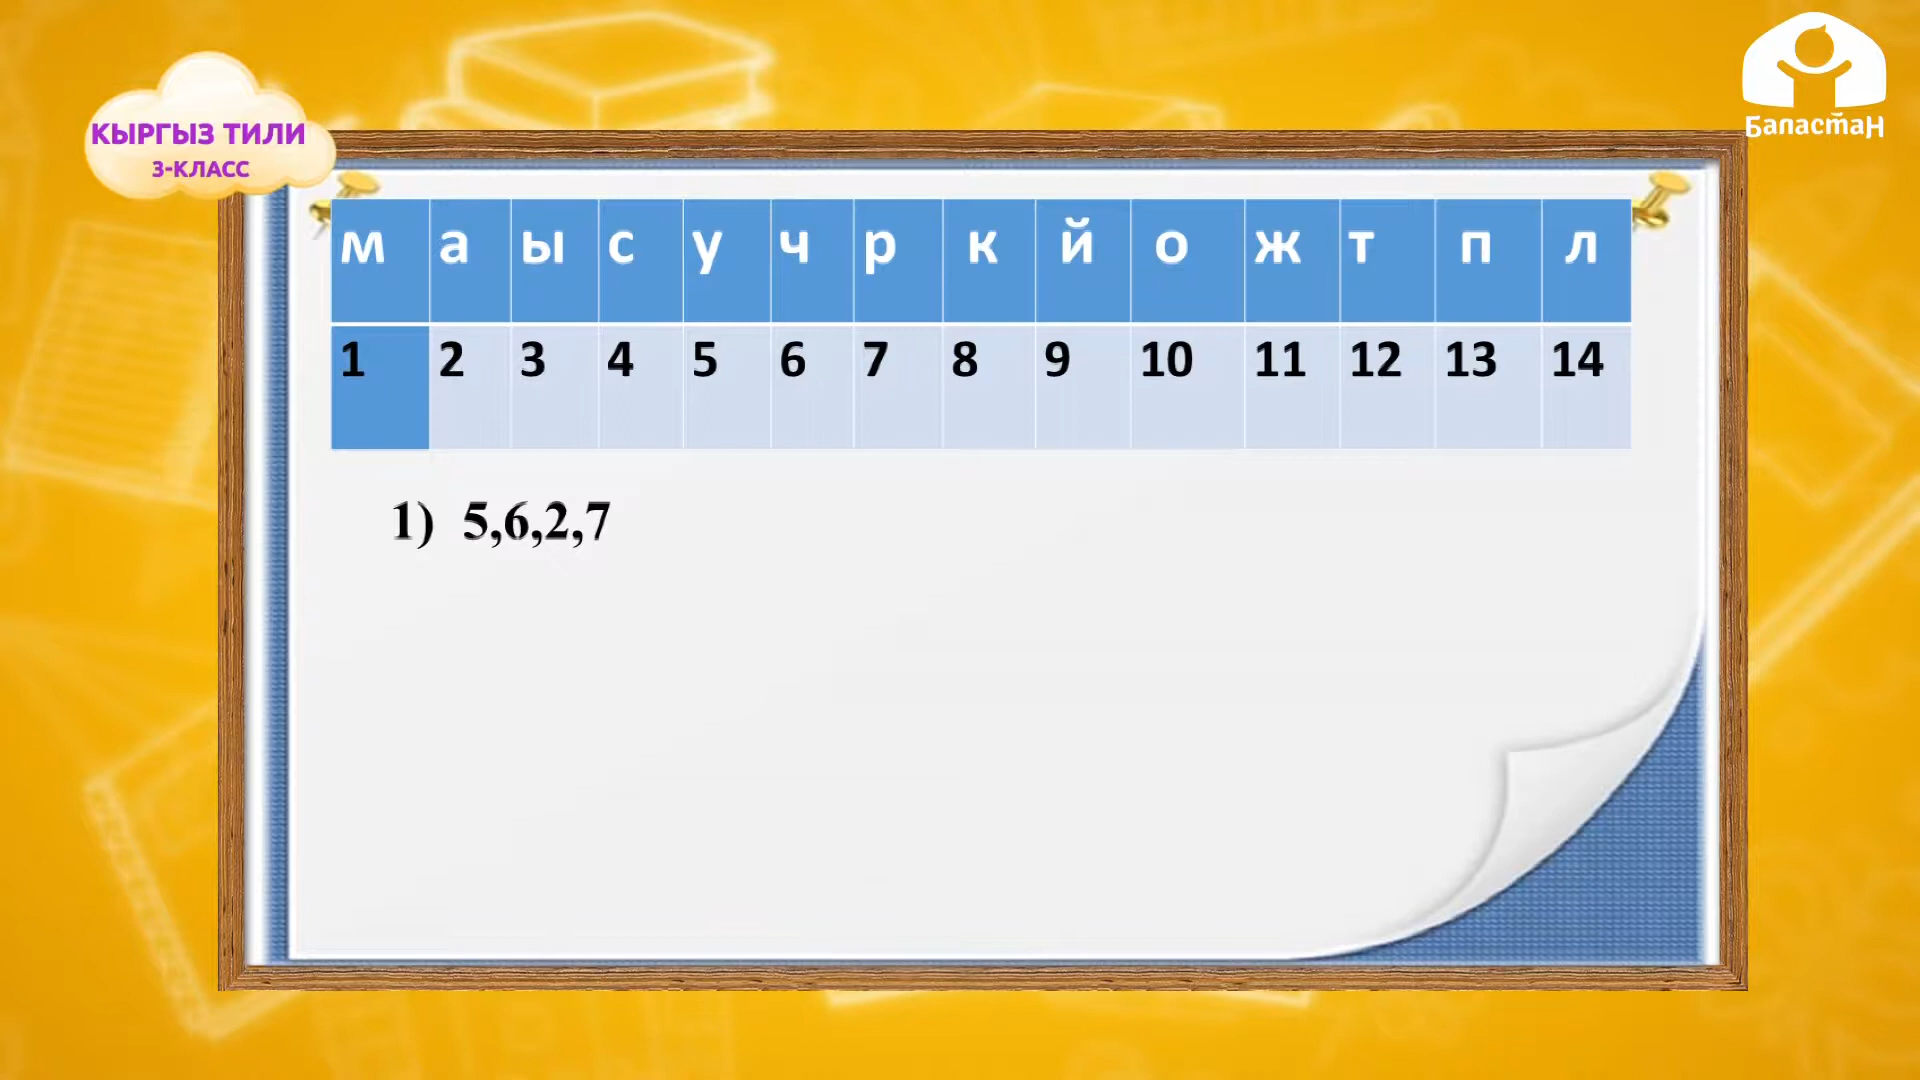 КЫРГЫЗ ТИЛИ
3-КЛАСС
Баластан
м а ы с у ч р к й о ж т п л
1 2 3 4 5 6 7 8 9 10 11 12 13 14
1) 5,6,2,7